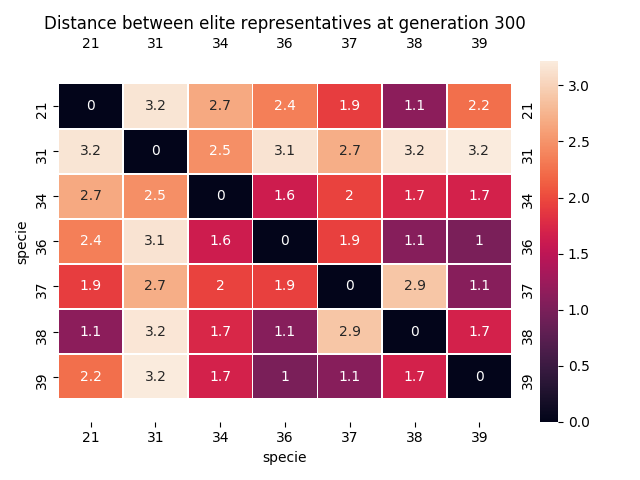 Distance between elite representatives at generation 300
21 31 34 36 37 38 39
21 0 3.2 2.7 2.4 1.9 1.1 2.2 21
31 3.2 0 2.5 3.1 2.7 3.2 3.2 31
34 2.7 2.5 0 1.6 2 1.7 1.7 34
specie
36 2.4 3.1 1.6 0 1.9 1.1 1 36
37 1.9 2.7 2 1.9 0 2.9 1.1 37
38 1.1 3.2 1.7 1.1 2.9 0 1.7 38
39 2.2 3.2 1.7 1 1.1 1.7 0 39
21 31 34 36 37 38 39
specie
3.0
2.5
2.0
1.5
1.0
0.5
0.0